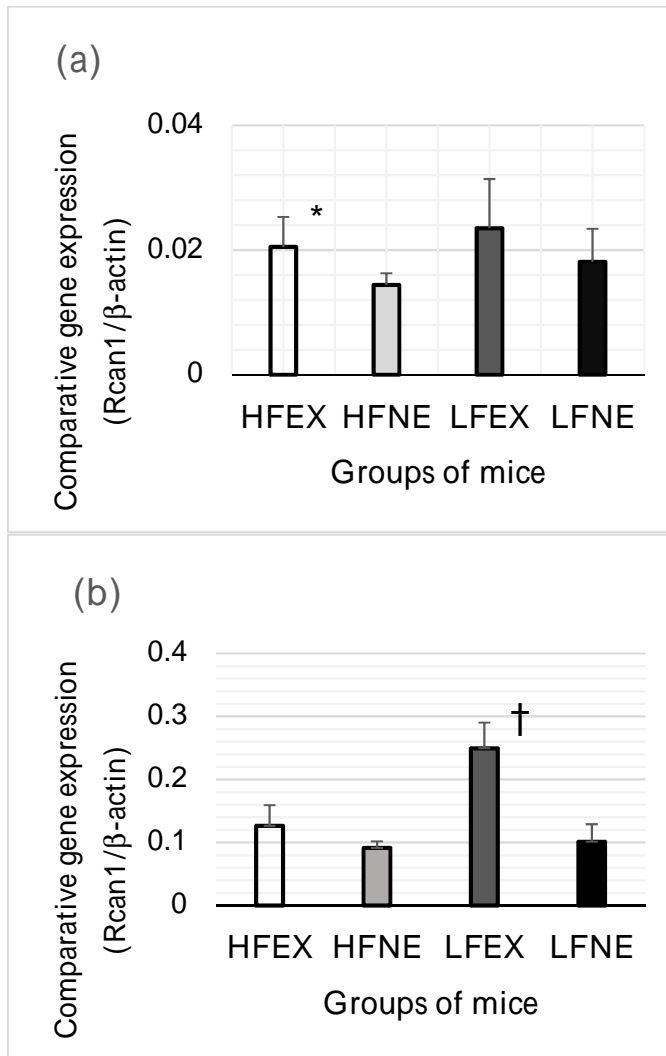 (a)
Comparative gene expression
(Rcan1/β-actin)
0.04
0.02
0
*
HFEX HFNE LFEX LFNE
Groups of mice
(b)
Comparative gene expression
(Rcan1/β-actin)
0.4
0.3
0.2
0.1
0
†
HFEX HFNE LFEX LFNE
Groups of mice